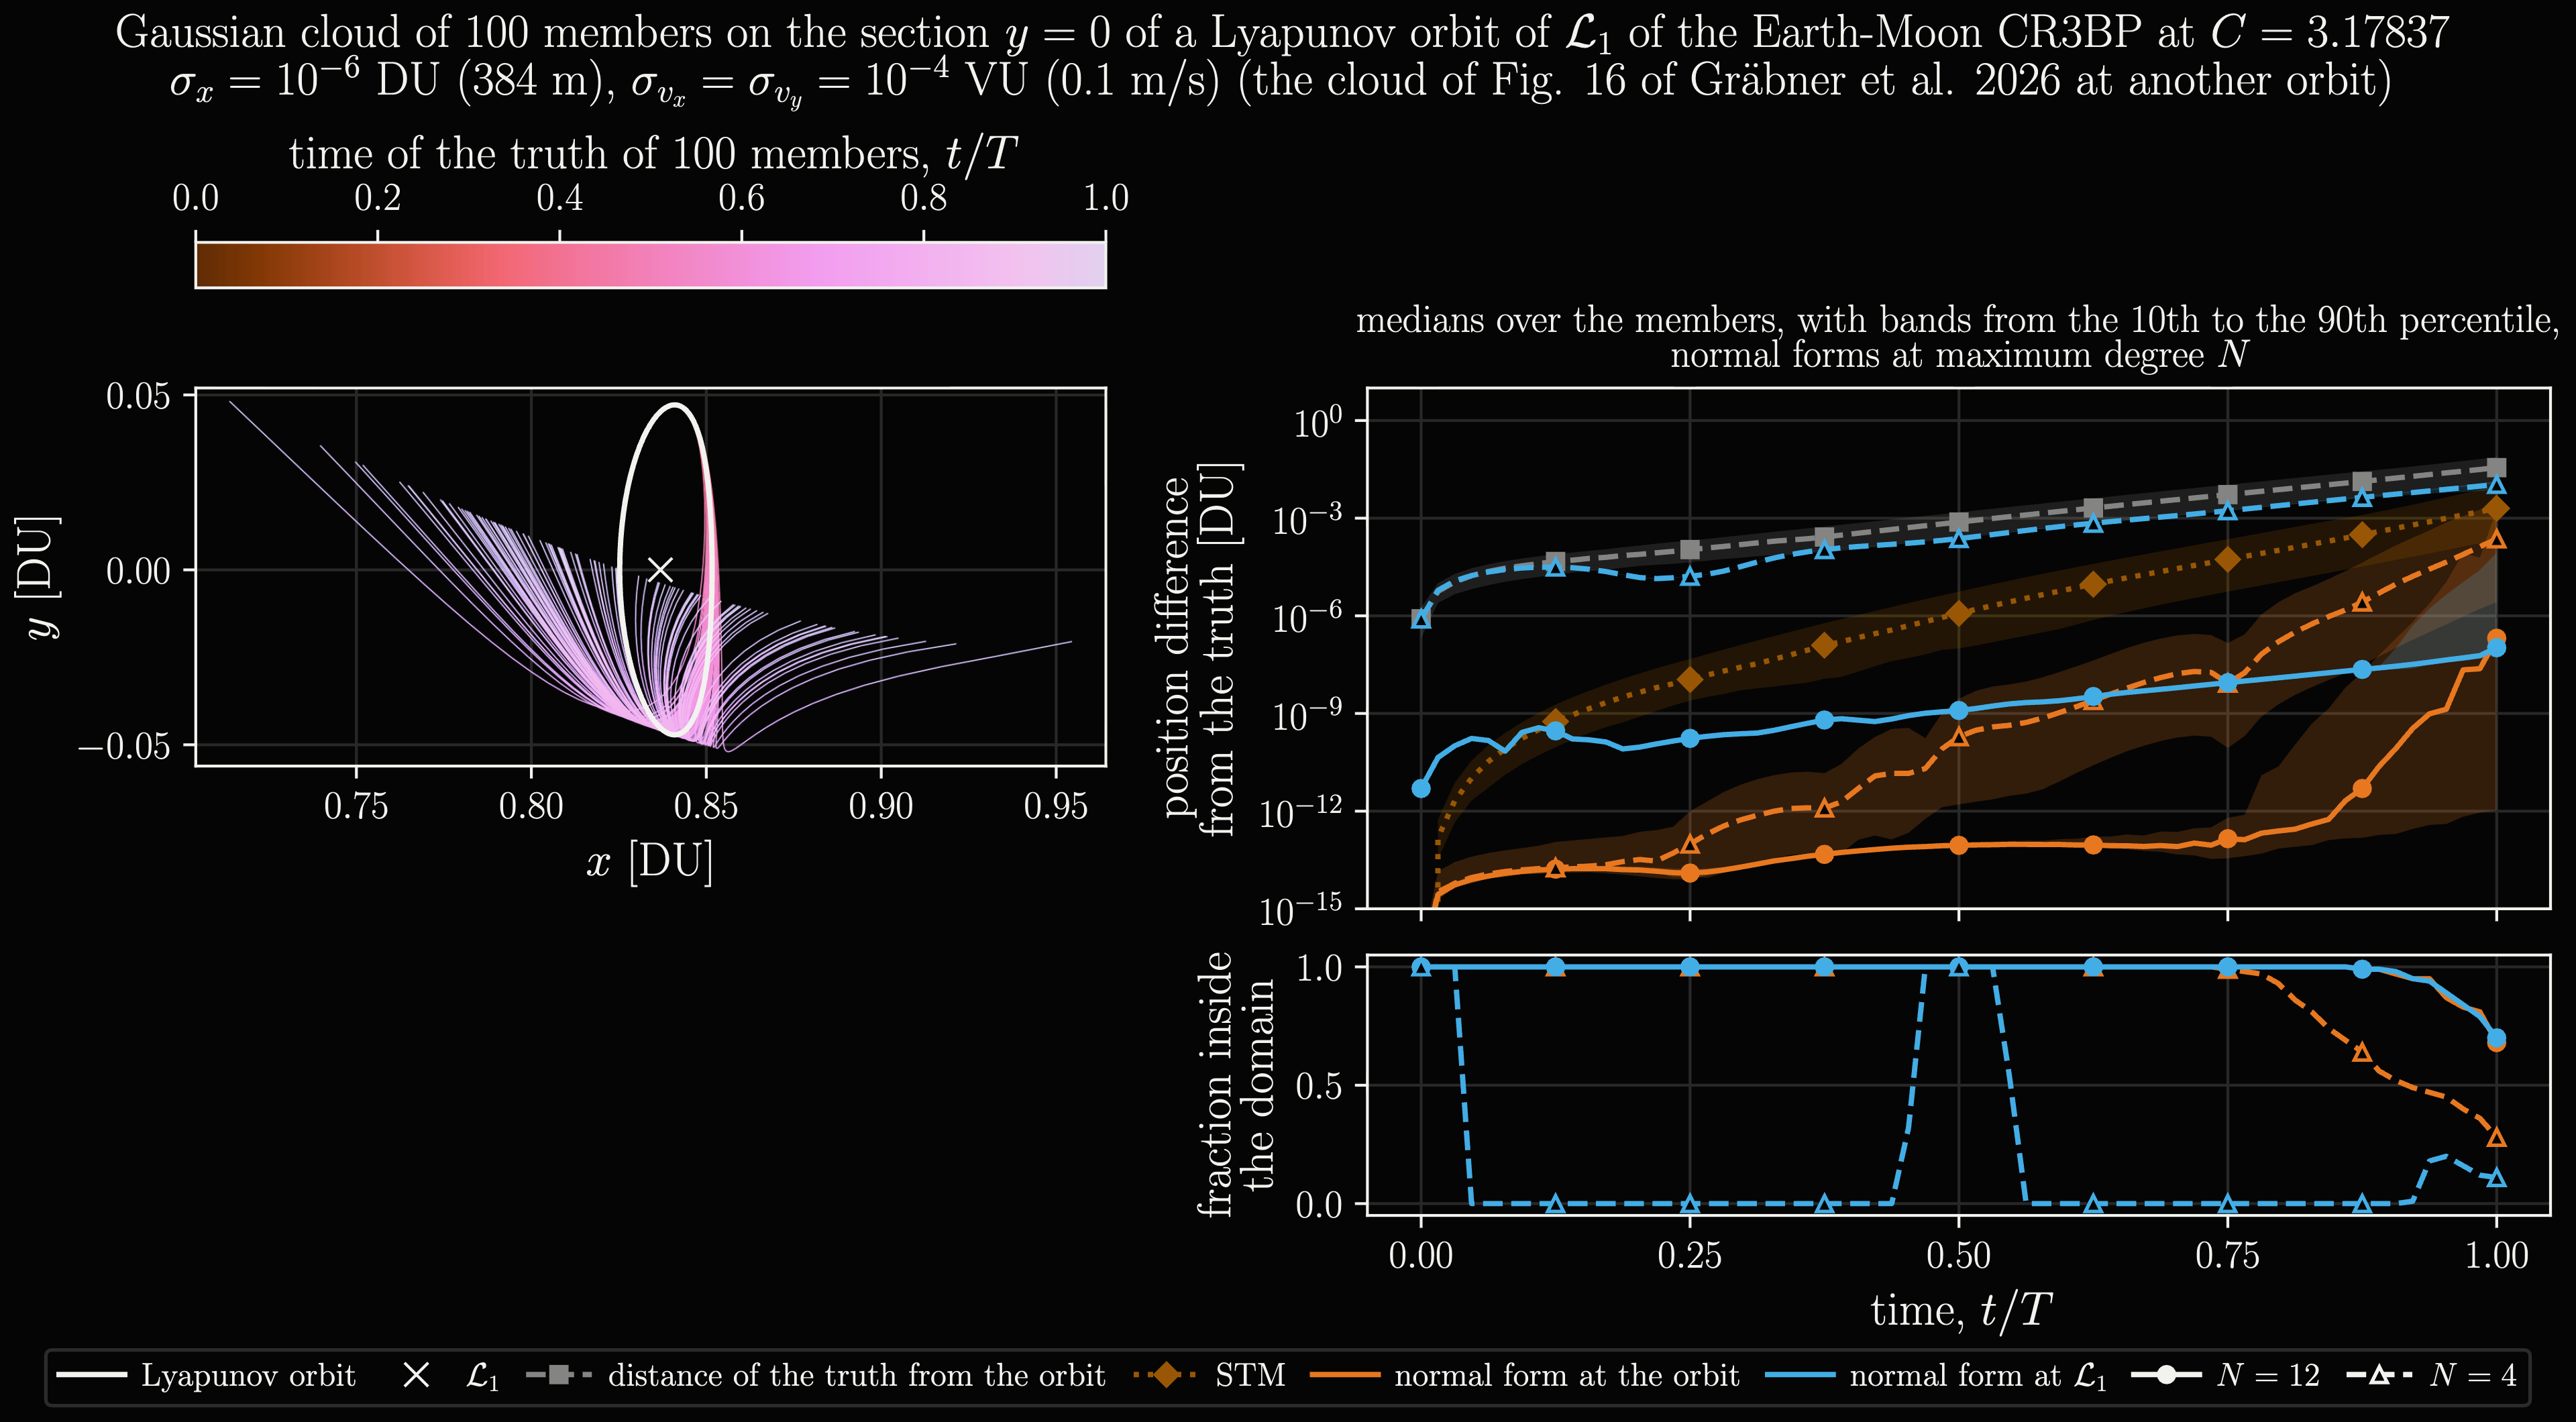 Gaussian cloud of 100 members on the section y = 0 of a Lyapunov orbit of 𝓛₁ of the Earth-Moon CR3BP at C = 3.17837
σₓ = 10⁻⁶ DU (384 m), σ_{v_x} = σ_{v_y} = 10⁻⁴ VU (0.1 m/s) (the cloud of Fig. 16 of Gräbner et al. 2026 at another orbit)
time of the truth of 100 members, t/T
0.0 0.2 0.4 0.6 0.8 1.0
y [DU]
0.05
0.00
−0.05
0.75 0.80 0.85 0.90 0.95
x [DU]
medians over the members, with bands from the 10th to the 90th percentile,
normal forms at maximum degree N
position difference
from the truth [DU]
10⁰
10⁻³
10⁻⁶
10⁻⁹
10⁻¹²
10⁻¹⁵
fraction inside
the domain
1.0
0.5
0.0
0.00 0.25 0.50 0.75 1.00
time, t/T
Lyapunov orbit 𝓛₁ distance of the truth from the orbit STM normal form at the orbit normal form at 𝓛₁ N = 12 N = 4